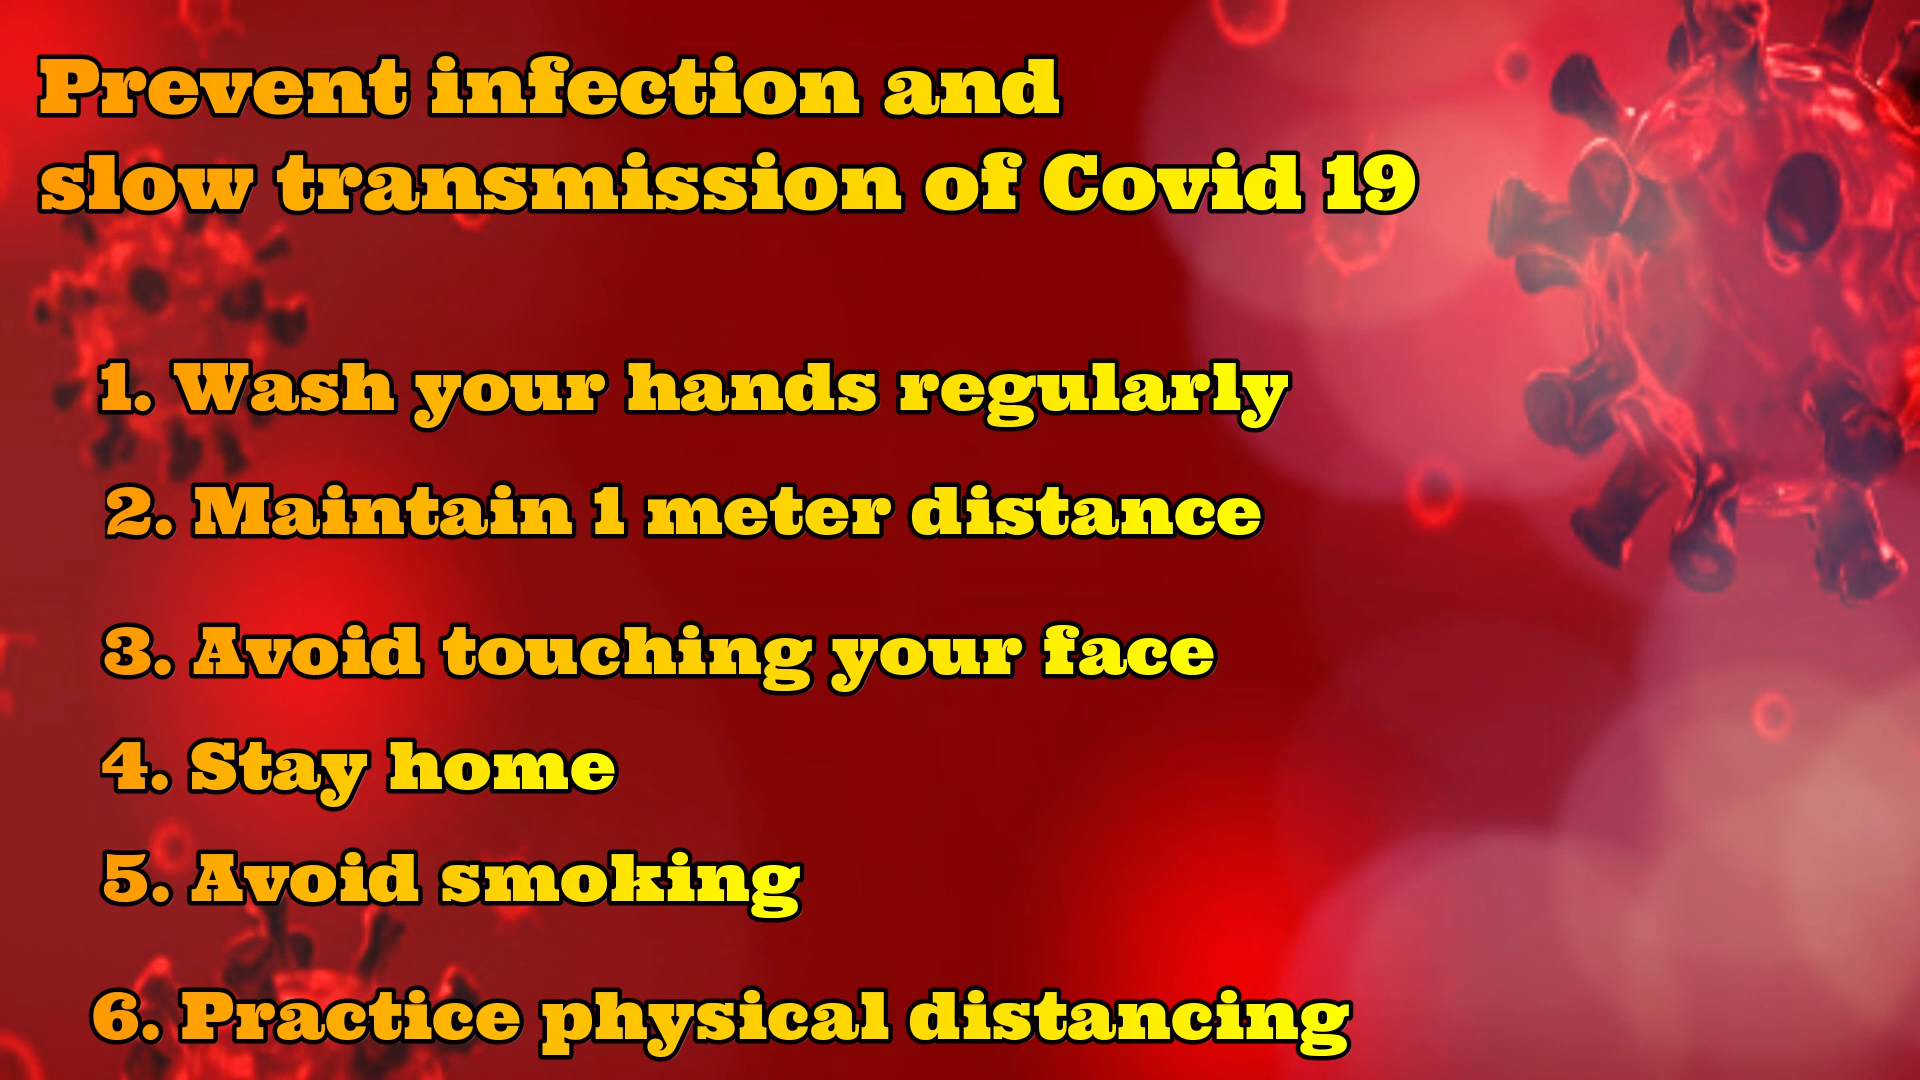 Prevent infection and
slow transmission of Covid 19
1. Wash your hands regularly
2. Maintain 1 meter distance
3. Avoid touching your face
4. Stay home
5. Avoid smoking
6. Practice physical distancing